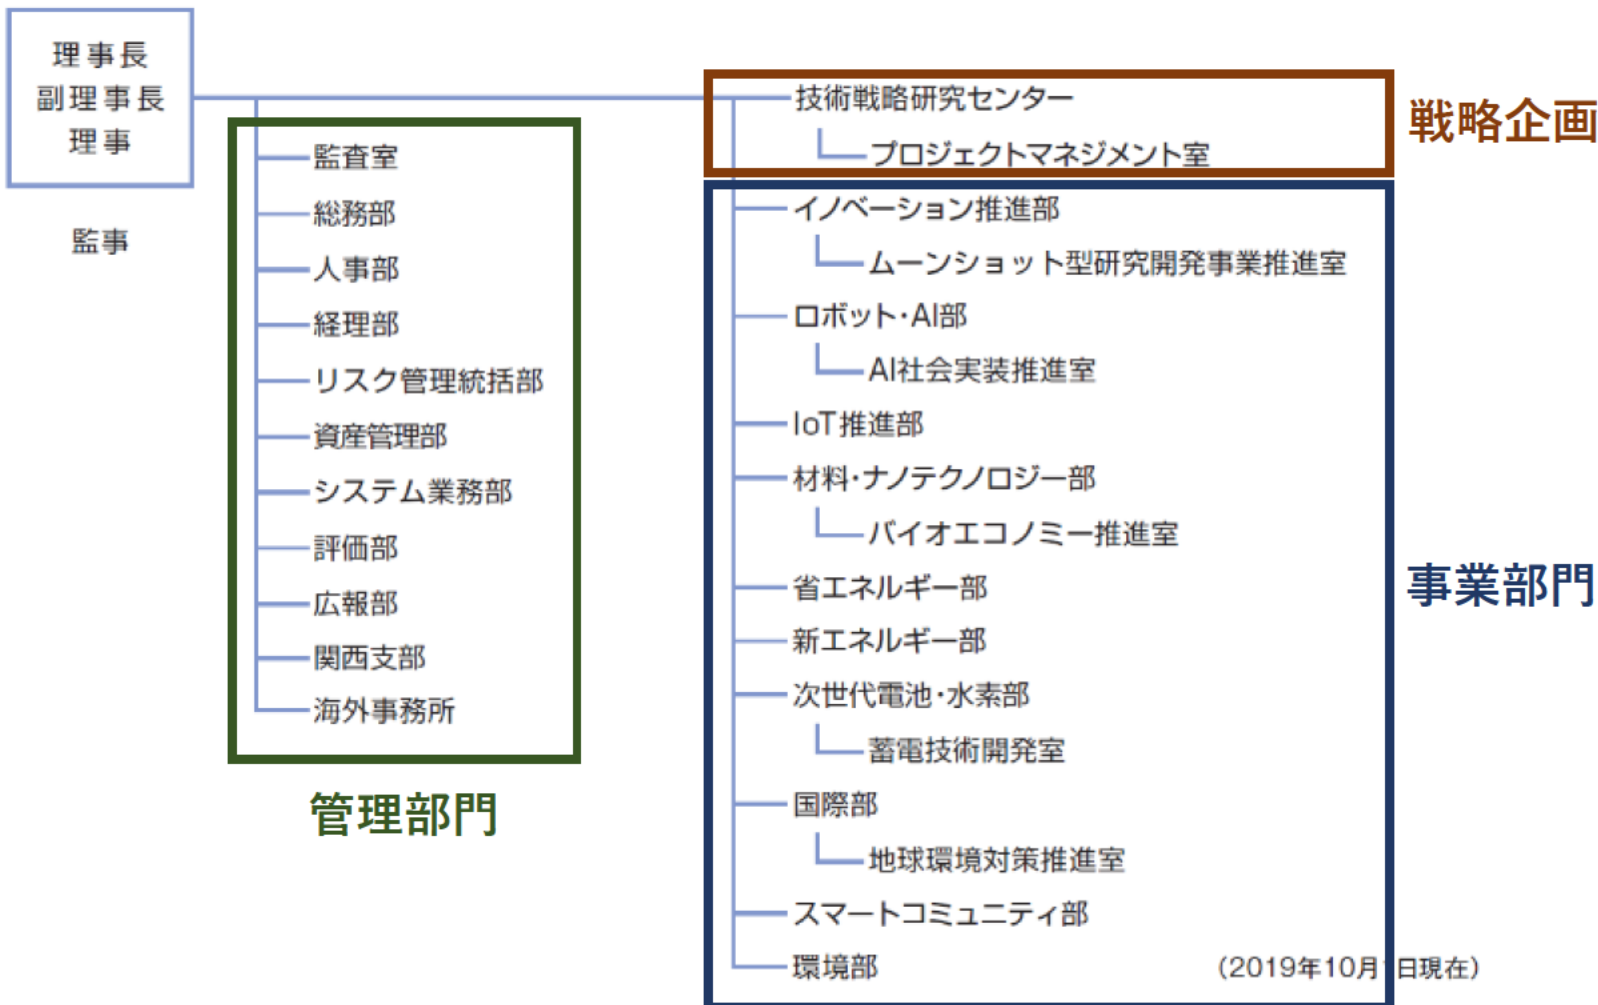 理事長
副理事長
理事
監事
監査室
総務部
人事部
経理部
リスク管理統括部
資産管理部
システム業務部
評価部
広報部
関西支部
海外事務所
管理部門
技術戦略研究センター
プロジェクトマネジメント室
戦略企画
イノベーション推進部
ムーンショット型研究開発事業推進室
ロボット・AI部
AI社会実装推進室
IoT推進部
材料・ナノテクノロジー部
バイオエコノミー推進室
省エネルギー部
新エネルギー部
次世代電池・水素部
蓄電技術開発室
国際部
地球環境対策推進室
スマートコミュニティ部
環境部
事業部門
(2019年10月1日現在)